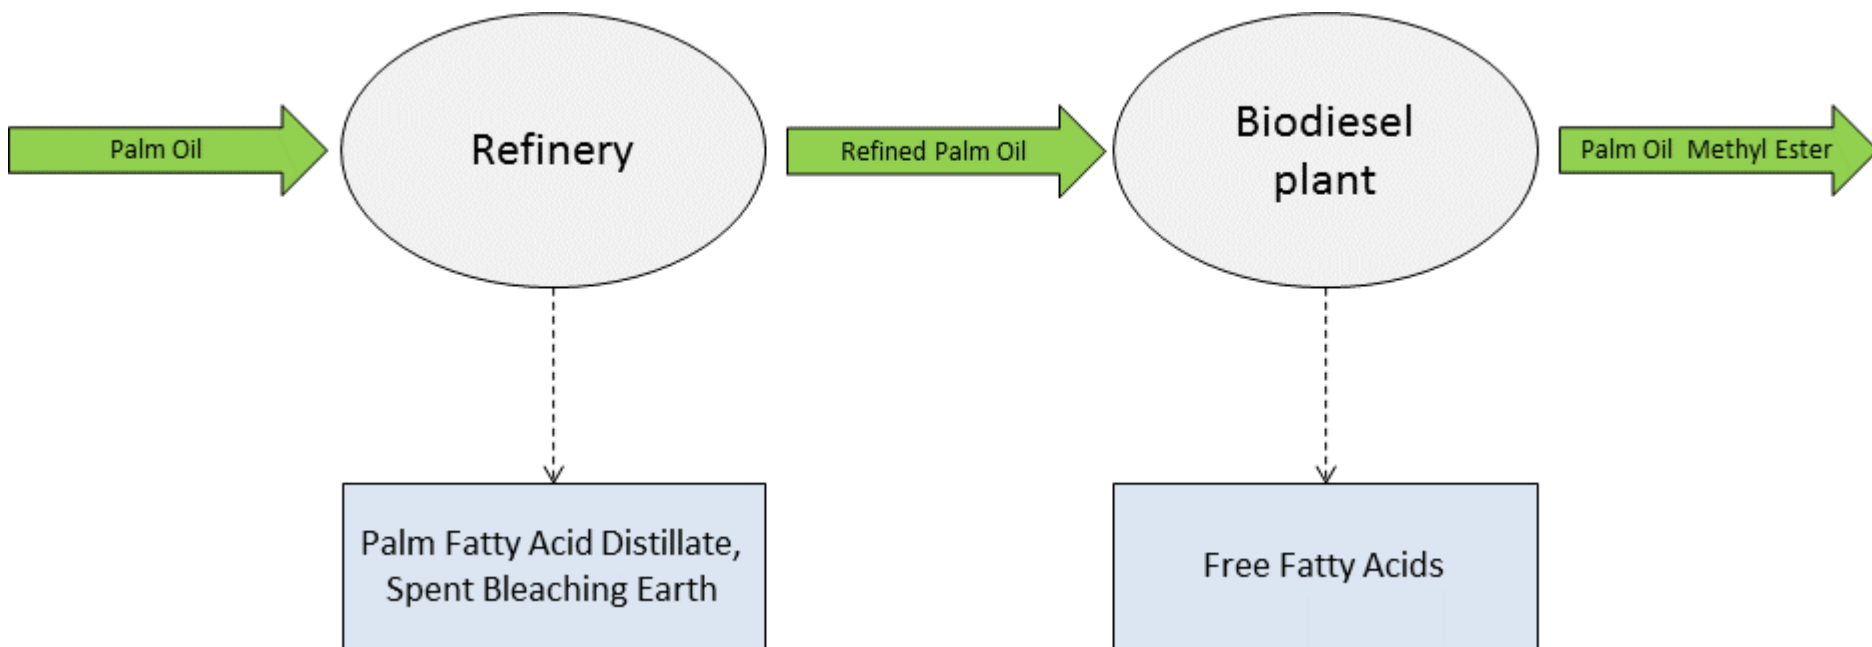 Palm Oil
Refinery
Refined Palm Oil
Biodiesel
plant
Palm Oil Methyl Ester
Palm Fatty Acid Distillate,
Spent Bleaching Earth
Free Fatty Acids